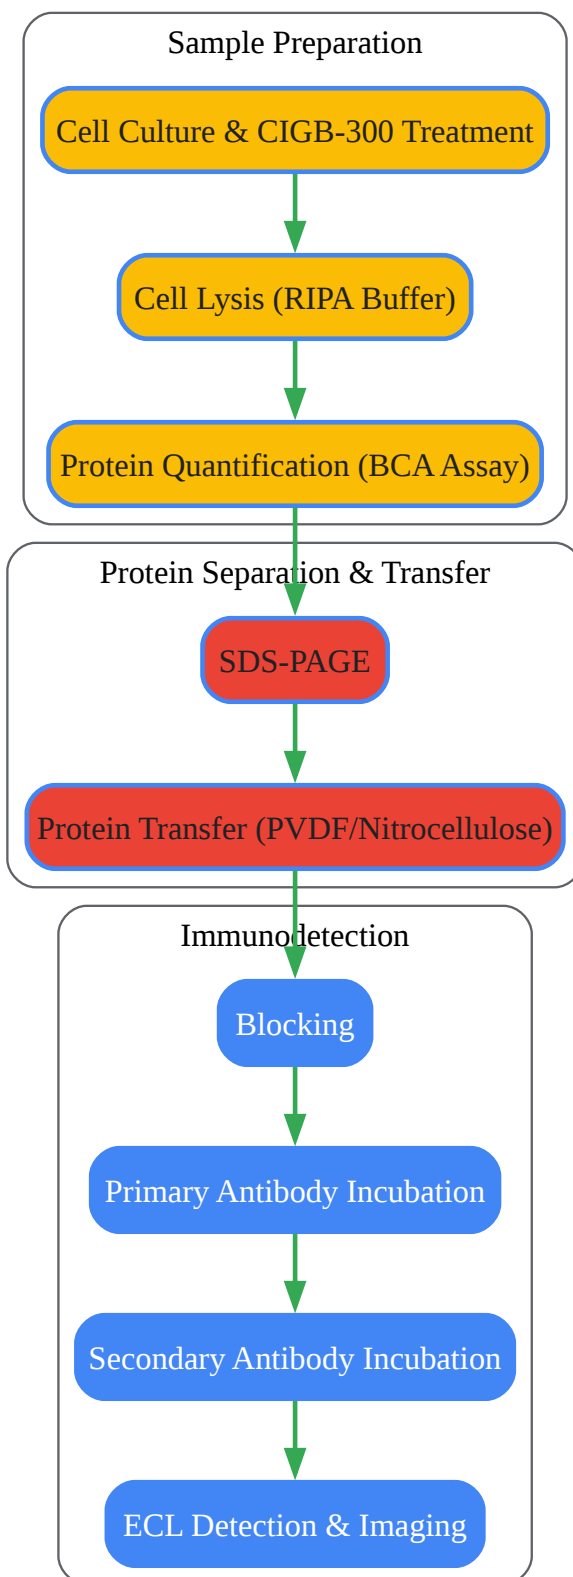 Sample Preparation
Cell Culture & CIGB-300 Treatment
Cell Lysis (RIPA Buffer)
Protein Quantification (BCA Assay)
Protein Separation & Transfer
SDS-PAGE
Protein Transfer (PVDF/Nitrocellulose)
Immunodetection
Blocking
Primary Antibody Incubation
Secondary Antibody Incubation
ECL Detection & Imaging